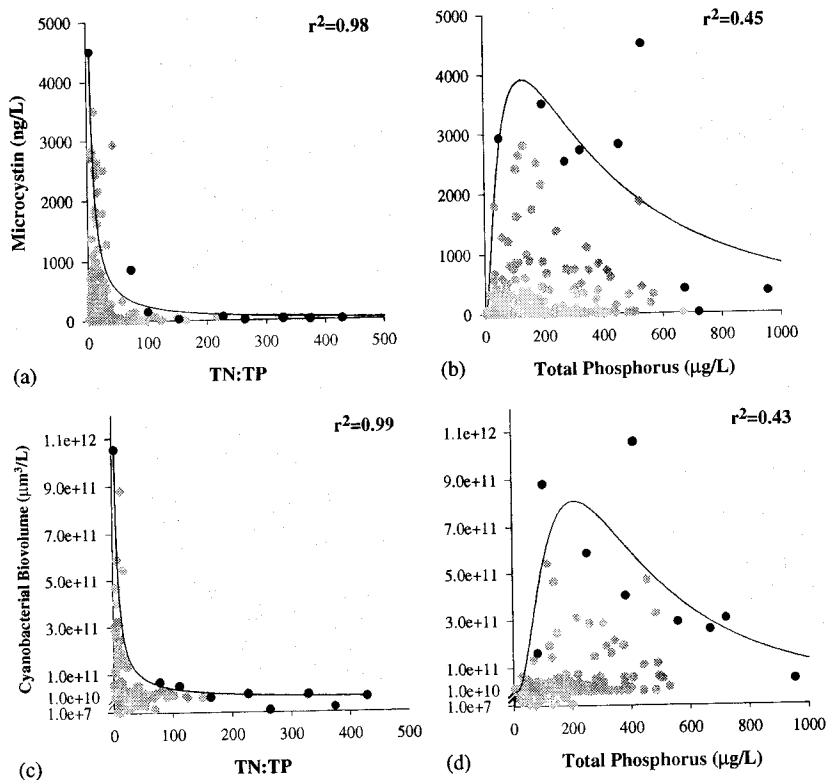 r²=0.98
Microcystin (ng/L)
5000
4000
3000
2000
1000
0
0 100 200 300 400 500
(a)
TN:TP
r²=0.45
5000
4000
3000
2000
1000
0
0 200 400 600 800 1000
(b)
Total Phosphorus (μg/L)
r²=0.99
Cyanobacterial Biovolume (μm³/L)
1.1e+12
9.0e+11
7.0e+11
5.0e+11
3.0e+11
1.0e+11
1.0e+10
1.0e+7
0 100 200 300 400 500
(c)
TN:TP
r²=0.43
1.1e+12
9.0e+11
7.0e+11
5.0e+11
3.0e+11
1.0e+11
1.0e+10
1.0e+7
0 200 400 600 800 1000
(d)
Total Phosphorus (μg/L)